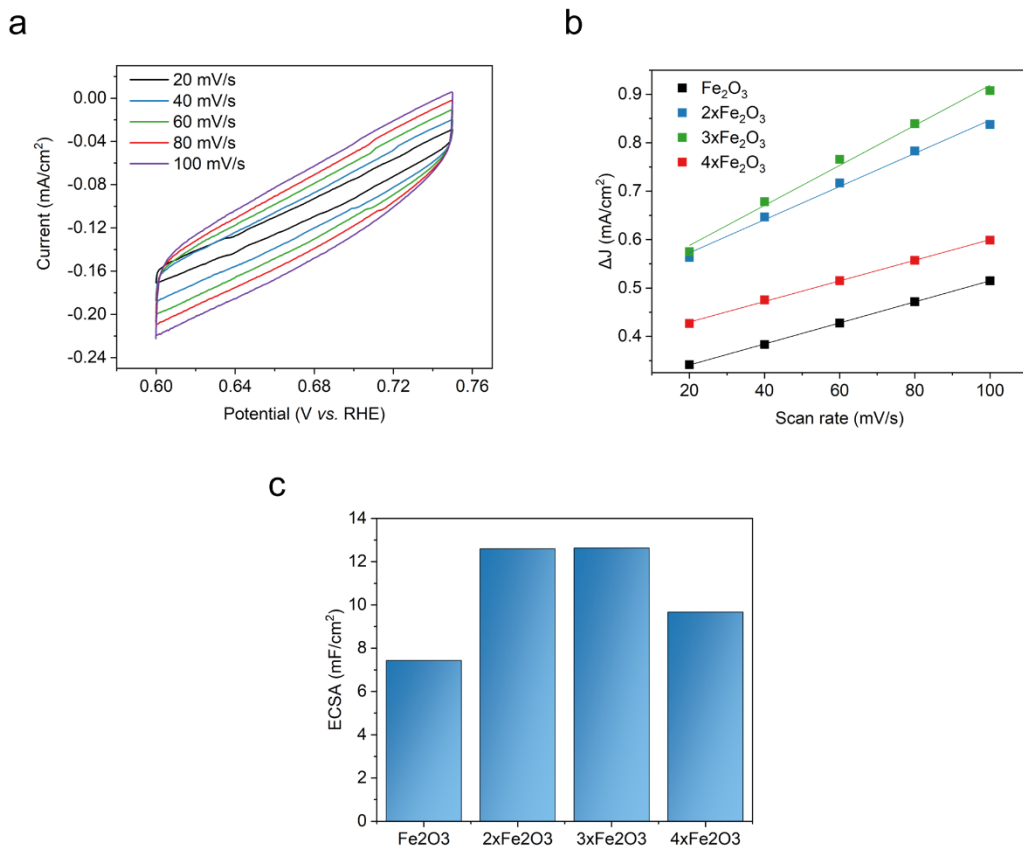 a
20 mV/s
40 mV/s
60 mV/s
80 mV/s
100 mV/s
0.00
-0.04
-0.08
-0.12
-0.16
-0.20
-0.24
Current (mA/cm²)
0.60 0.64 0.68 0.72 0.76
Potential (V vs. RHE)
b
Fe₂O₃
2xFe₂O₃
3xFe₂O₃
4xFe₂O₃
0.9
0.8
0.7
0.6
0.5
0.4
ΔJ (mA/cm²)
20 40 60 80 100
Scan rate (mV/s)
c
14
12
10
8
6
4
2
0
ECSA (mF/cm²)
Fe2O3 2xFe2O3 3xFe2O3 4xFe2O3